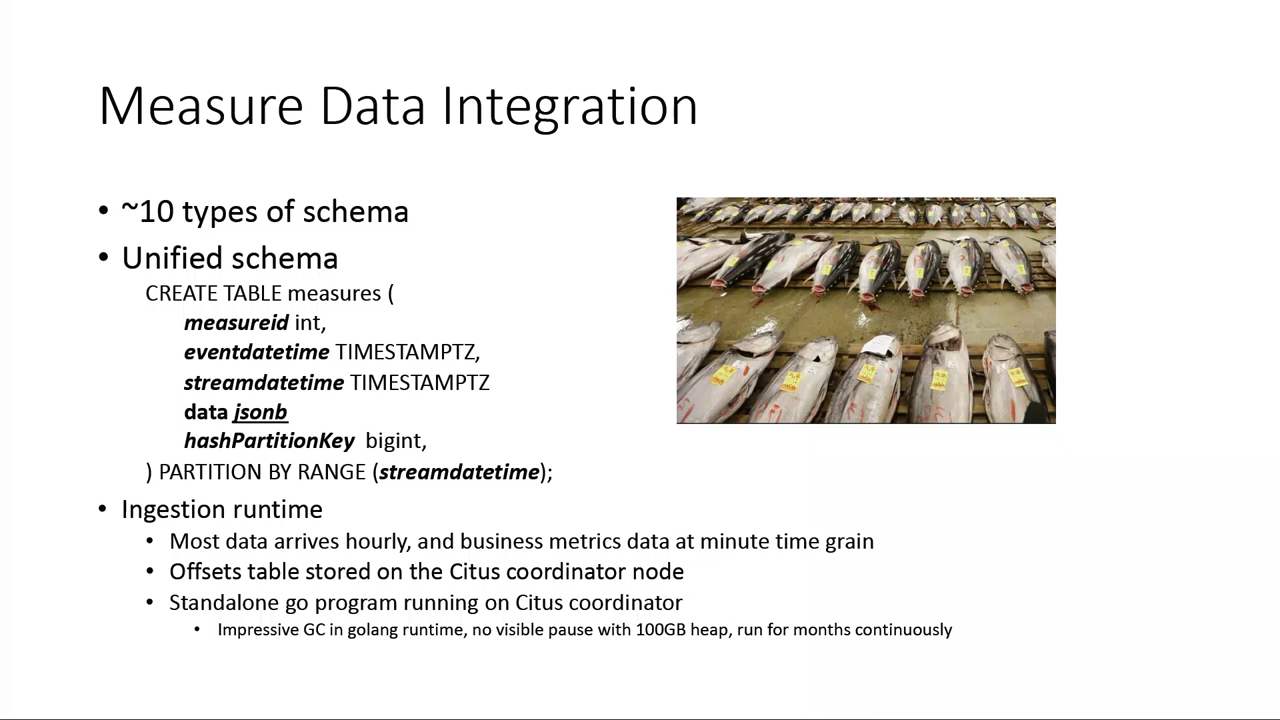 Measure Data Integration
• ~10 types of schema
• Unified schema
CREATE TABLE measures (
measureid int,
eventdatetime TIMESTAMPTZ,
streamdatetime TIMESTAMPTZ
data jsonb
hashPartitionKey bigint,
) PARTITION BY RANGE (streamdatetime);
• Ingestion runtime
• Most data arrives hourly, and business metrics data at minute time grain
• Offsets table stored on the Citus coordinator node
• Standalone go program running on Citus coordinator
• Impressive GC in golang runtime, no visible pause with 100GB heap, run for months continuously